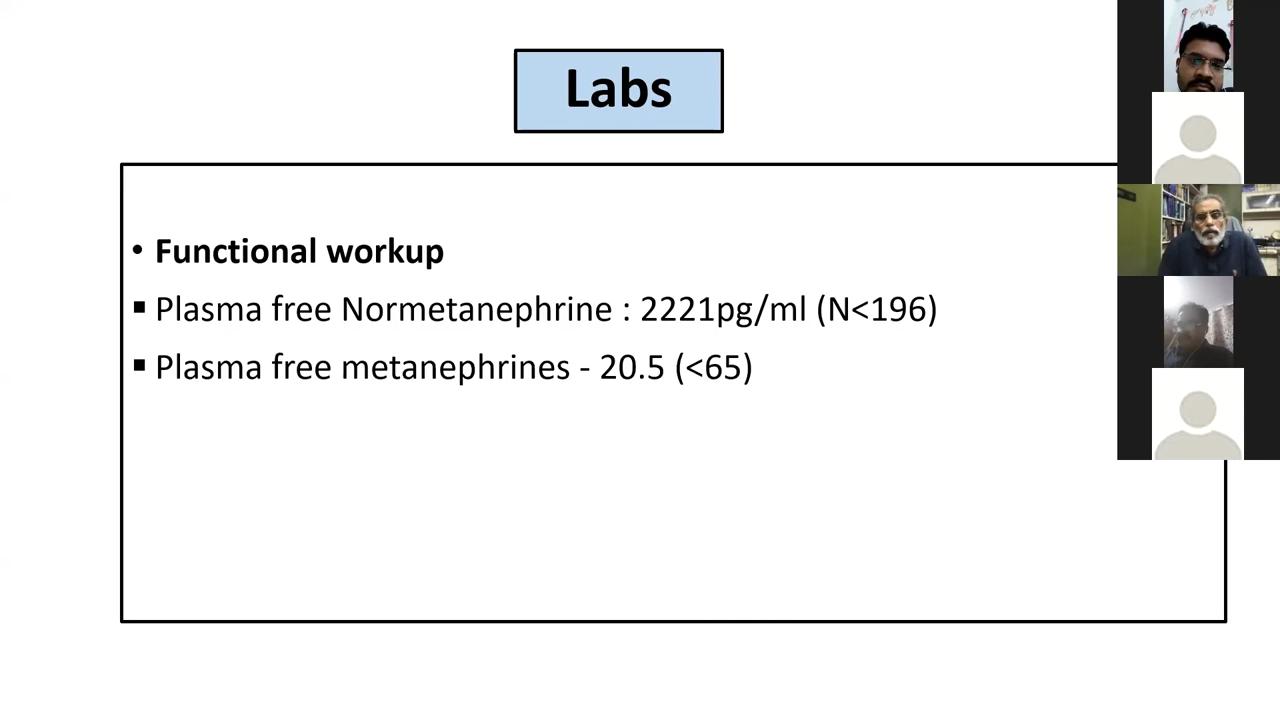 Labs
• Functional workup
▪ Plasma free Normetanephrine : 2221pg/ml (N<196)
▪ Plasma free metanephrines - 20.5 (<65)